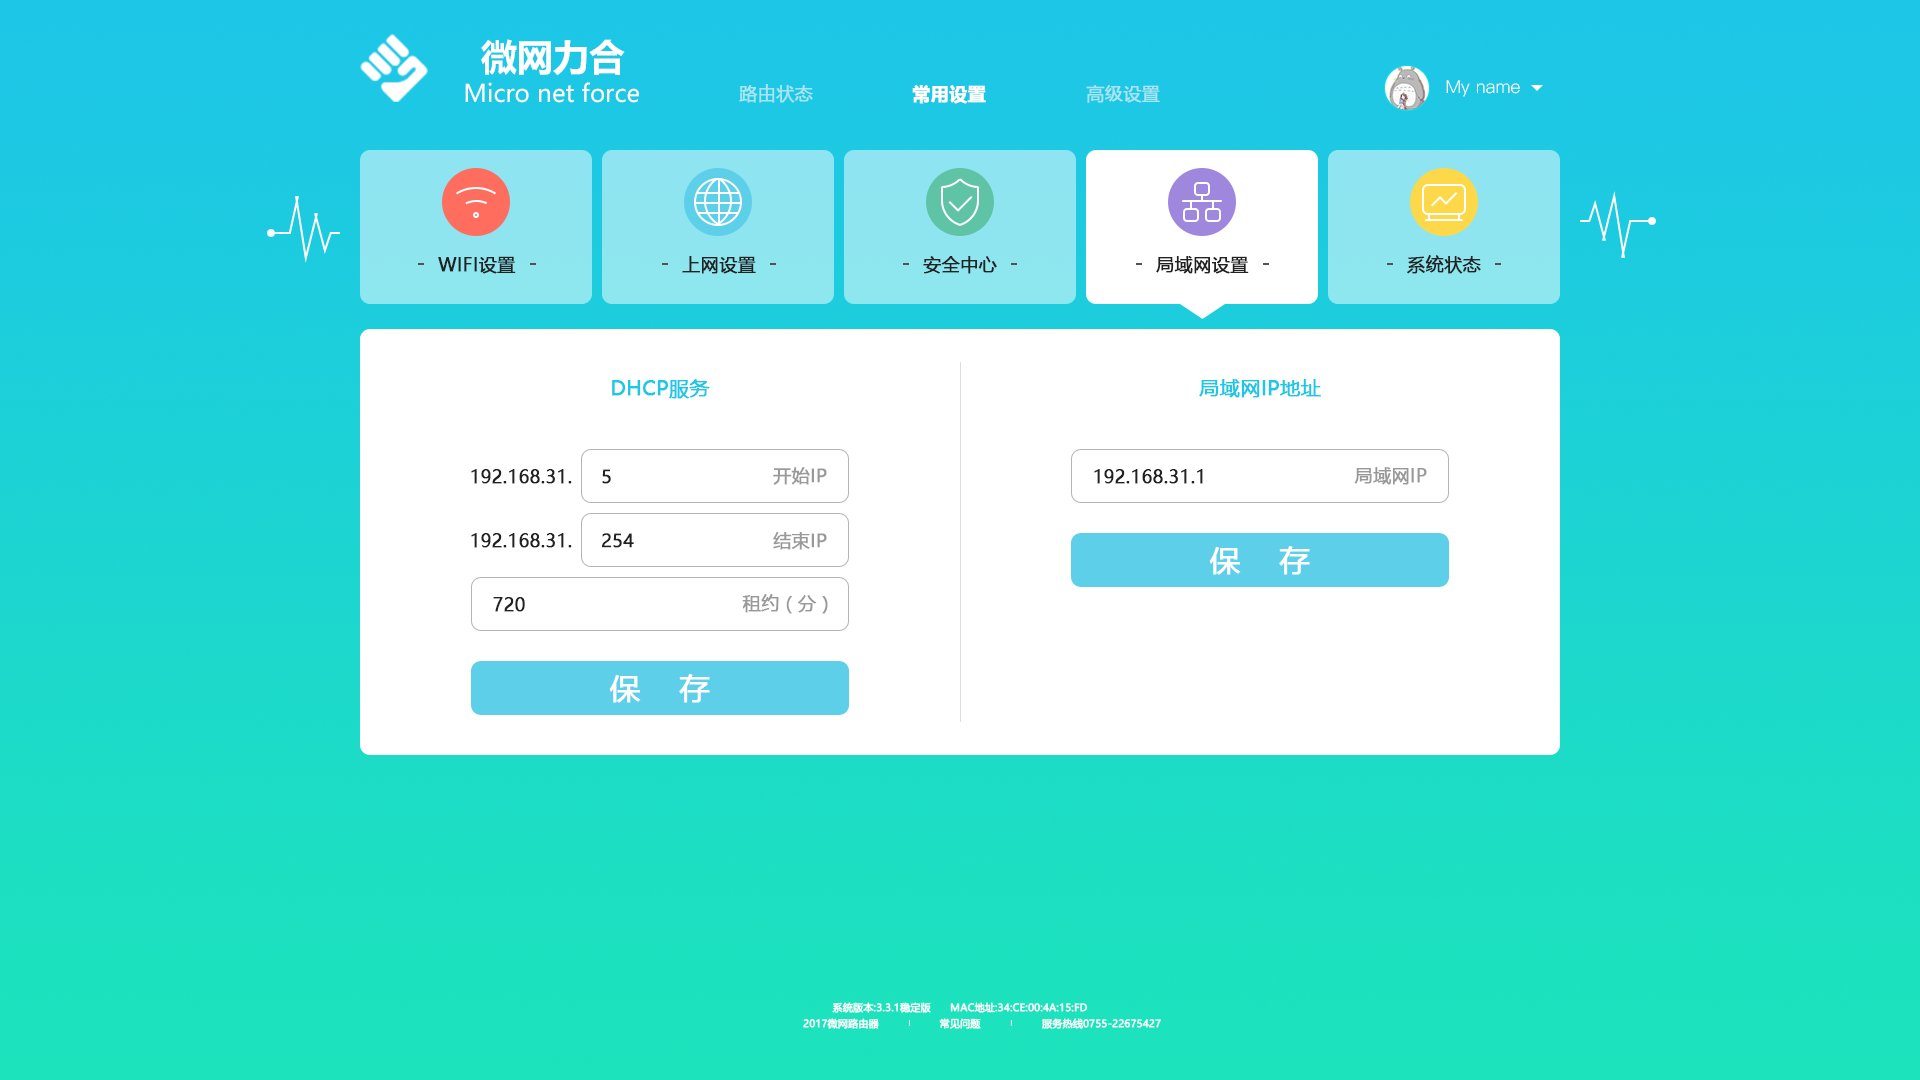 微网力合
Micro net force
路由状态
常用设置
高级设置
My name
- WIFI设置 -
- 上网设置 -
- 安全中心 -
- 局域网设置 -
- 系统状态 -
DHCP服务
192.168.31. 5 开始IP
192.168.31. 254 结束IP
720 租约（分）
保 存
局域网IP地址
192.168.31.1 局域网IP
保 存
系统版本:3.3.1稳定版 MAC地址:34:CE:00:4A:15:FD
2017微网路由器 | 常见问题 | 服务热线0755-22675427